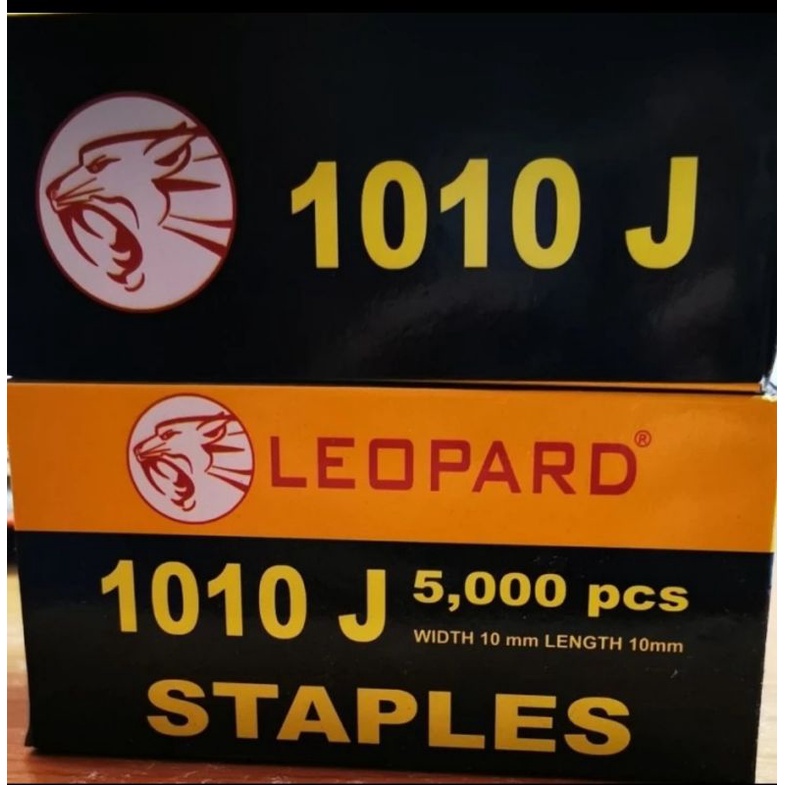 1010 J
LEOPARD®
1010 J 5,000 pcs
WIDTH 10 mm LENGTH 10mm
STAPLES